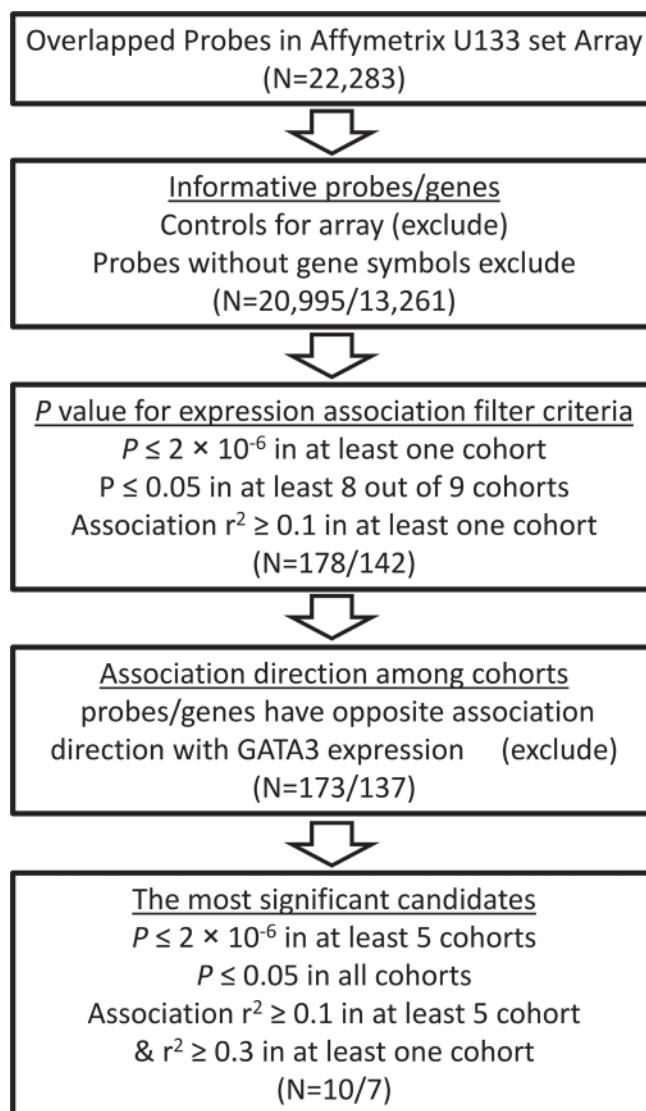 Overlapped Probes in Affymetrix U133 set Array
(N=22,283)
Informative probes/genes
Controls for array (exclude)
Probes without gene symbols exclude
(N=20,995/13,261)
P value for expression association filter criteria
P ≤ 2 × 10⁻⁶ in at least one cohort
P ≤ 0.05 in at least 8 out of 9 cohorts
Association r² ≥ 0.1 in at least one cohort
(N=178/142)
Association direction among cohorts
probes/genes have opposite association
direction with GATA3 expression (exclude)
(N=173/137)
The most significant candidates
P ≤ 2 × 10⁻⁶ in at least 5 cohorts
P ≤ 0.05 in all cohorts
Association r² ≥ 0.1 in at least 5 cohort
& r² ≥ 0.3 in at least one cohort
(N=10/7)